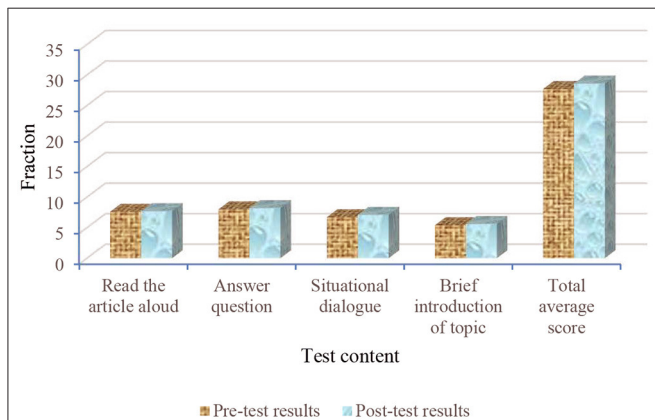 35
30
25
20
15
10
5
0
Fraction
Read the
article aloud
Answer
question
Situational
dialogue
Brief
introduction
of topic
Total
average
score
Test content
Pre-test results
Post-test results